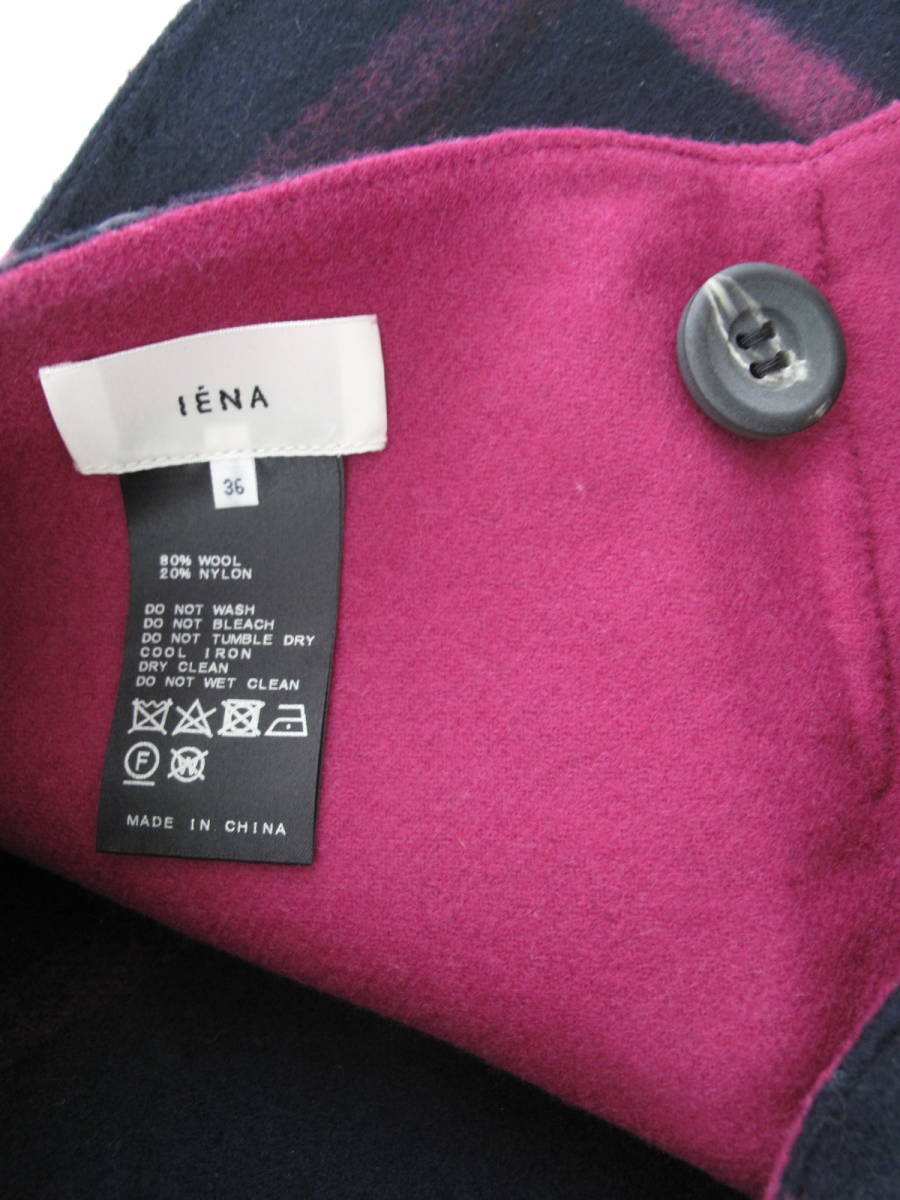 IÉNA
36
80% WOOL
20% NYLON
DO NOT WASH
DO NOT BLEACH
DO NOT TUMBLE DRY
COOL IRON
DRY CLEAN
DO NOT WET CLEAN
F
W
MADE IN CHINA